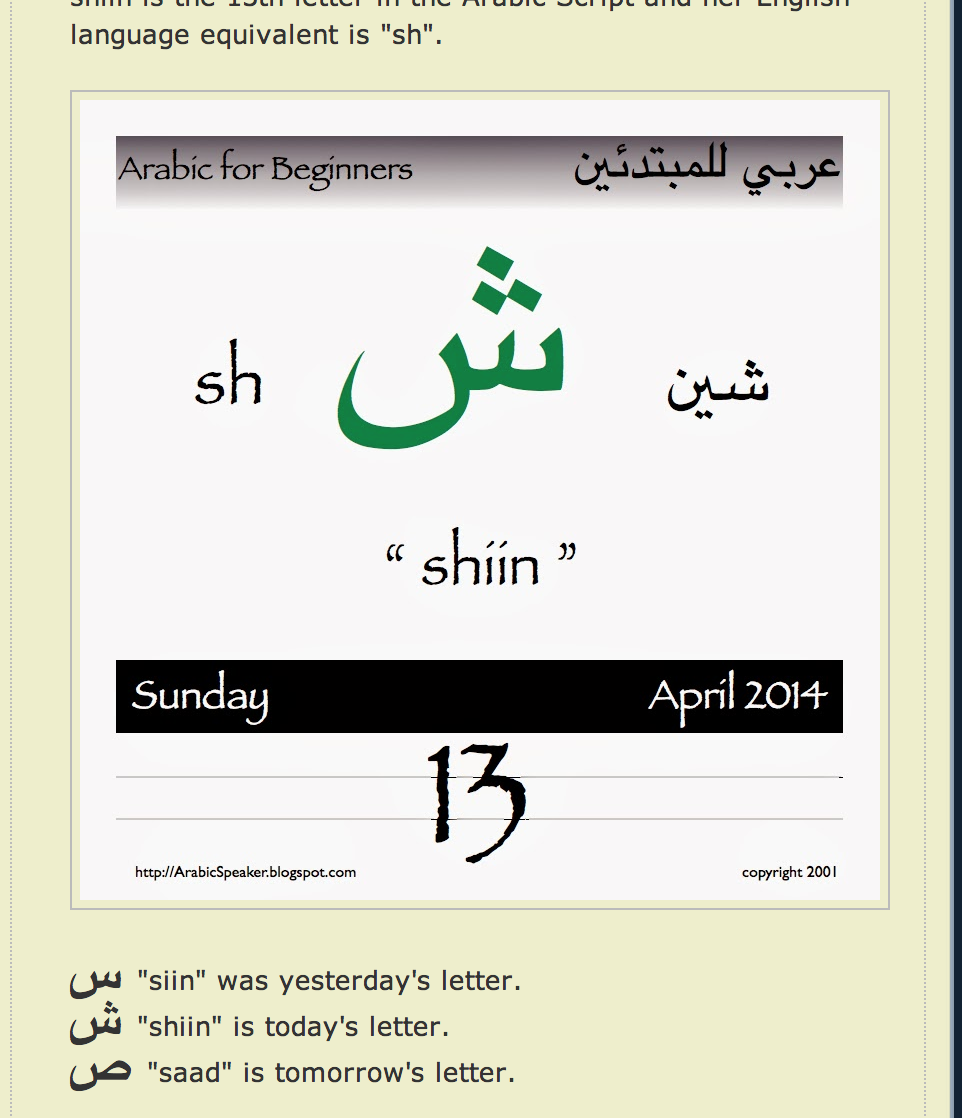 shiin is the 13th letter in the Arabic Script and her English
language equivalent is "sh".
Arabic for Beginners عربي للمبتدئين
sh ش شين
“ shiin ”
Sunday April 2014
13
http://ArabicSpeaker.blogspot.com copyright 2001
س "siin" was yesterday's letter.
ش "shiin" is today's letter.
ص "saad" is tomorrow's letter.